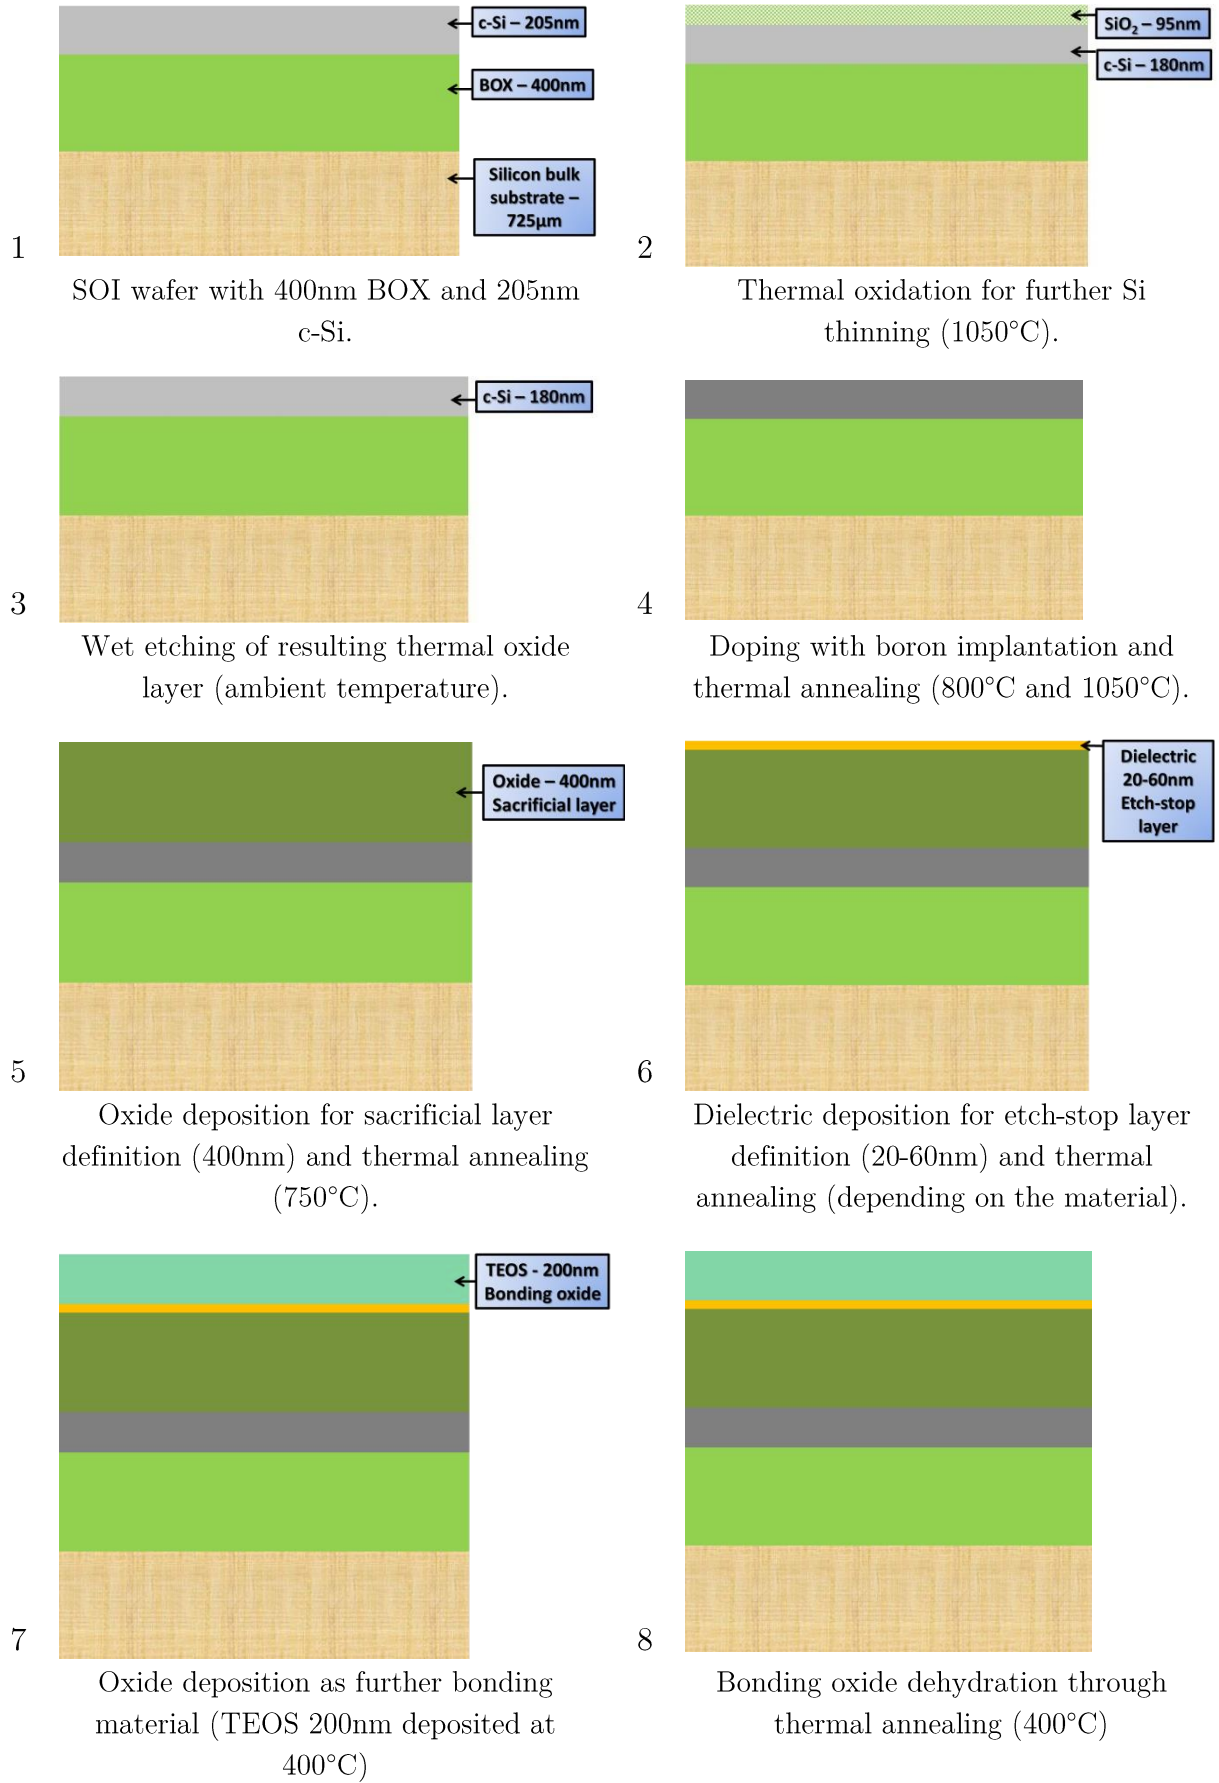 c-Si – 205nm
BOX – 400nm
Silicon bulk
substrate –
725µm
1
SOI wafer with 400nm BOX and 205nm
c-Si.
SiO₂ – 95nm
c-Si – 180nm
2
Thermal oxidation for further Si
thinning (1050°C).
c-Si – 180nm
3
Wet etching of resulting thermal oxide
layer (ambient temperature).
4
Doping with boron implantation and
thermal annealing (800°C and 1050°C).
Oxide – 400nm
Sacrificial layer
5
Oxide deposition for sacrificial layer
definition (400nm) and thermal annealing
(750°C).
Dielectric
20-60nm
Etch-stop
layer
6
Dielectric deposition for etch-stop layer
definition (20-60nm) and thermal
annealing (depending on the material).
TEOS - 200nm
Bonding oxide
7
Oxide deposition as further bonding
material (TEOS 200nm deposited at
400°C)
8
Bonding oxide dehydration through
thermal annealing (400°C)